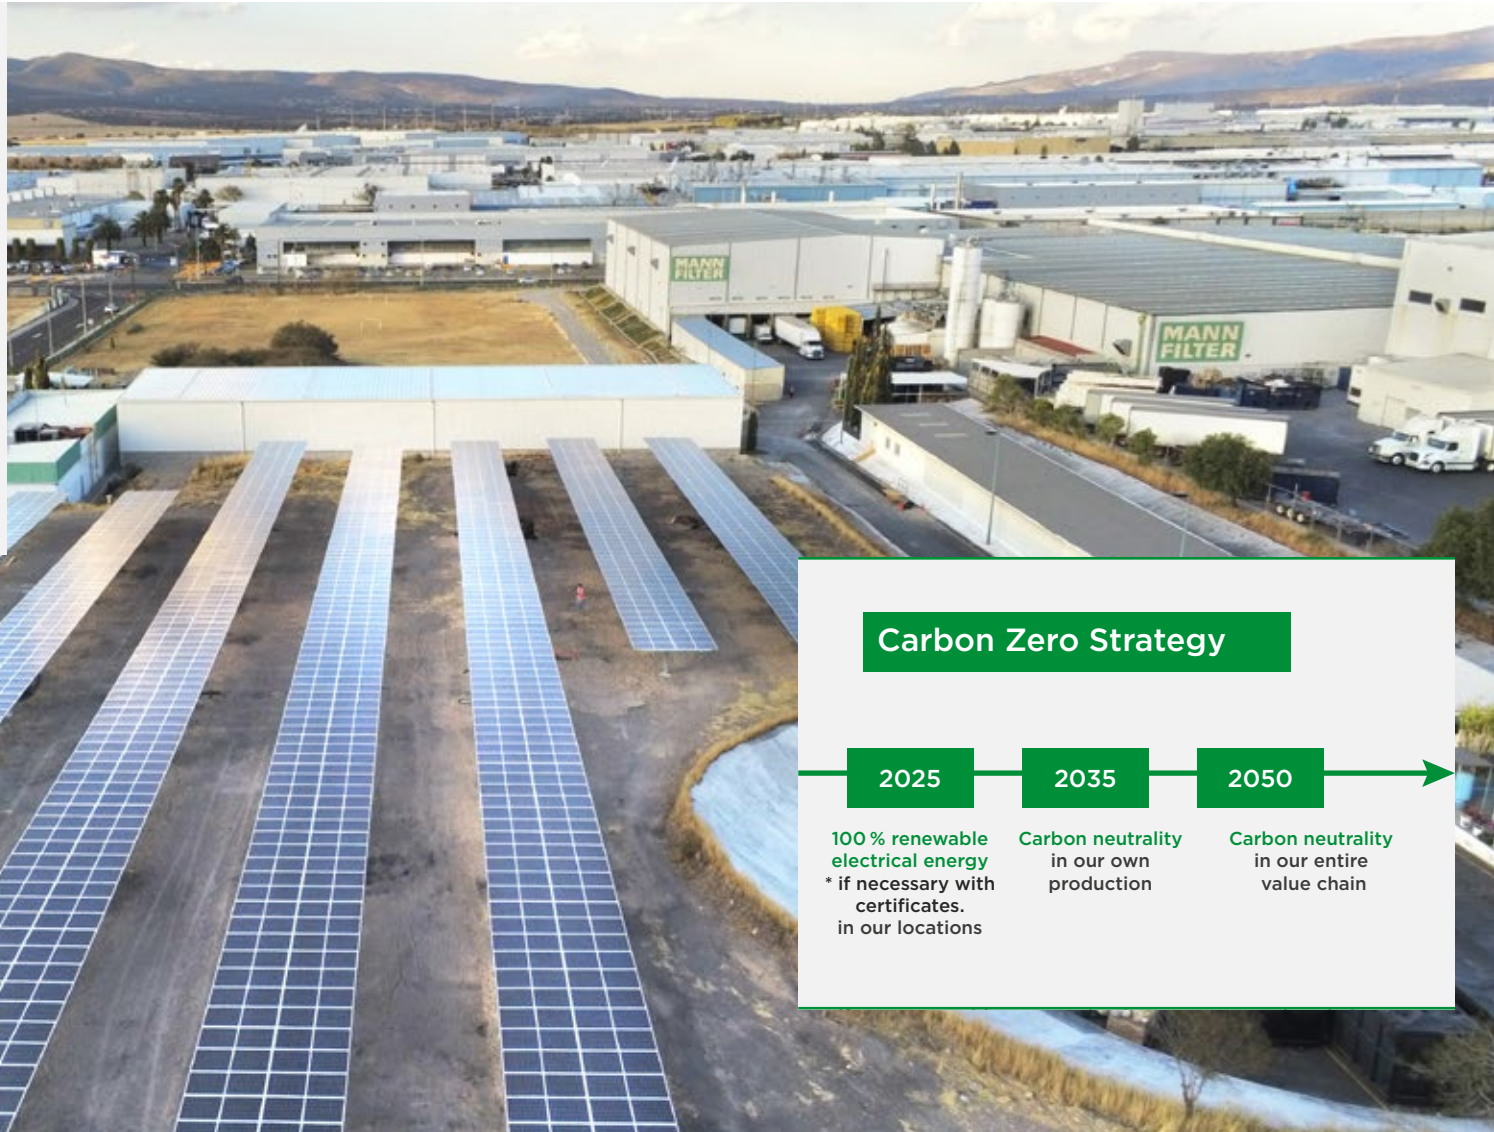 MANN
FILTER
MANN
FILTER
Carbon Zero Strategy
2025
2035
2050
100 % renewable
electrical energy
* if necessary with
certificates.
in our locations
Carbon neutrality
in our own
production
Carbon neutrality
in our entire
value chain